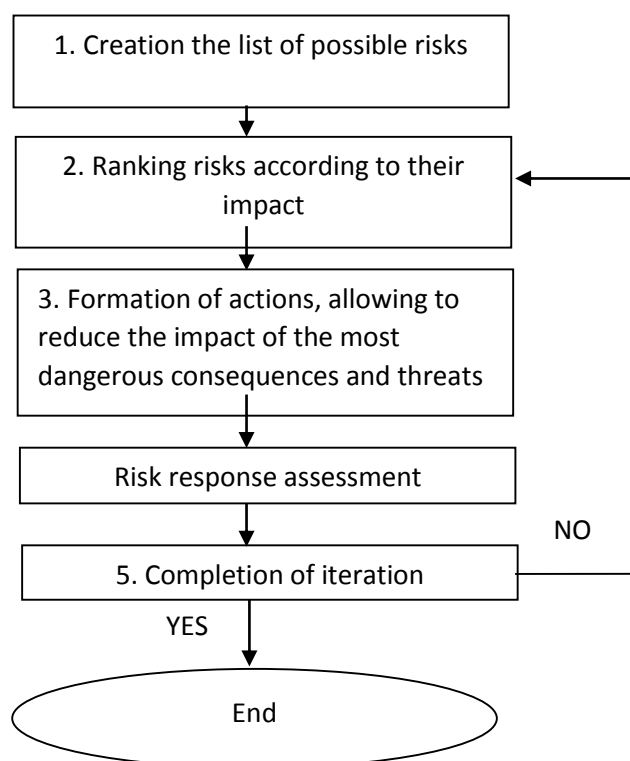 1. Creation the list of possible risks
2. Ranking risks according to their
impact
3. Formation of actions, allowing to
reduce the impact of the most
dangerous consequences and threats
Risk response assessment
NO
5. Completion of iteration
YES
End